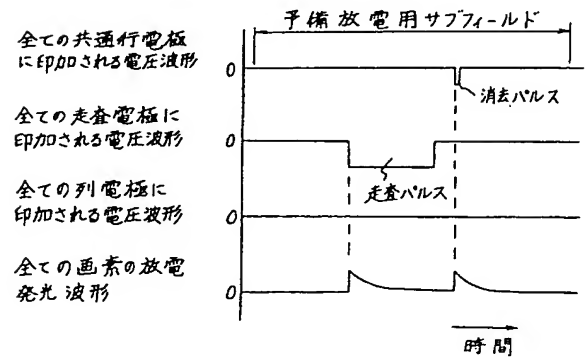 予備放電用サブフィールド
全ての共通行電極
に印加される電圧波形
0
消去パルス
全ての走査電極に
印加される電圧波形
0
走査パルス
全ての列電極に
印加される電圧波形
0
全ての画素の放電
発光波形
0
時間